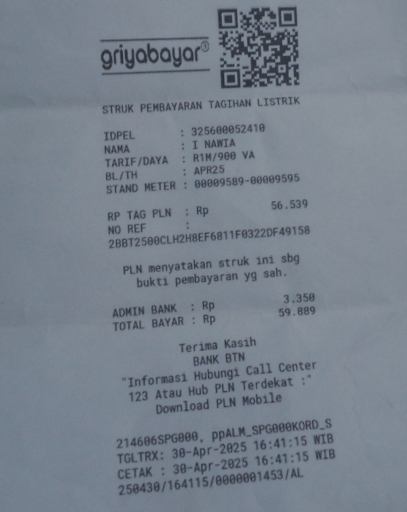 griyabayar®
STRUK PEMBAYARAN TAGIHAN LISTRIK
IDPEL : 325600052410
NAMA : I NAWIA
TARIF/DAYA : R1M/900 VA
BL/TH : APR25
STAND METER : 00009589-00009595
RP TAG PLN : Rp 56.539
NO REF :
2BBT2500CLH2H8EF6811F0322DF49158
PLN menyatakan struk ini sbg
bukti pembayaran yg sah.
ADMIN BANK : Rp 3.350
TOTAL BAYAR : Rp 59.889
Terima Kasih
BANK BTN
"Informasi Hubungi Call Center
123 Atau Hub PLN Terdekat :"
Download PLN Mobile
214606SPG000, ppALM_SPG000KORD_S
TGLTRX: 30-Apr-2025 16:41:15 WIB
CETAK : 30-Apr-2025 16:41:15 WIB
250430/164115/0000001453/AL